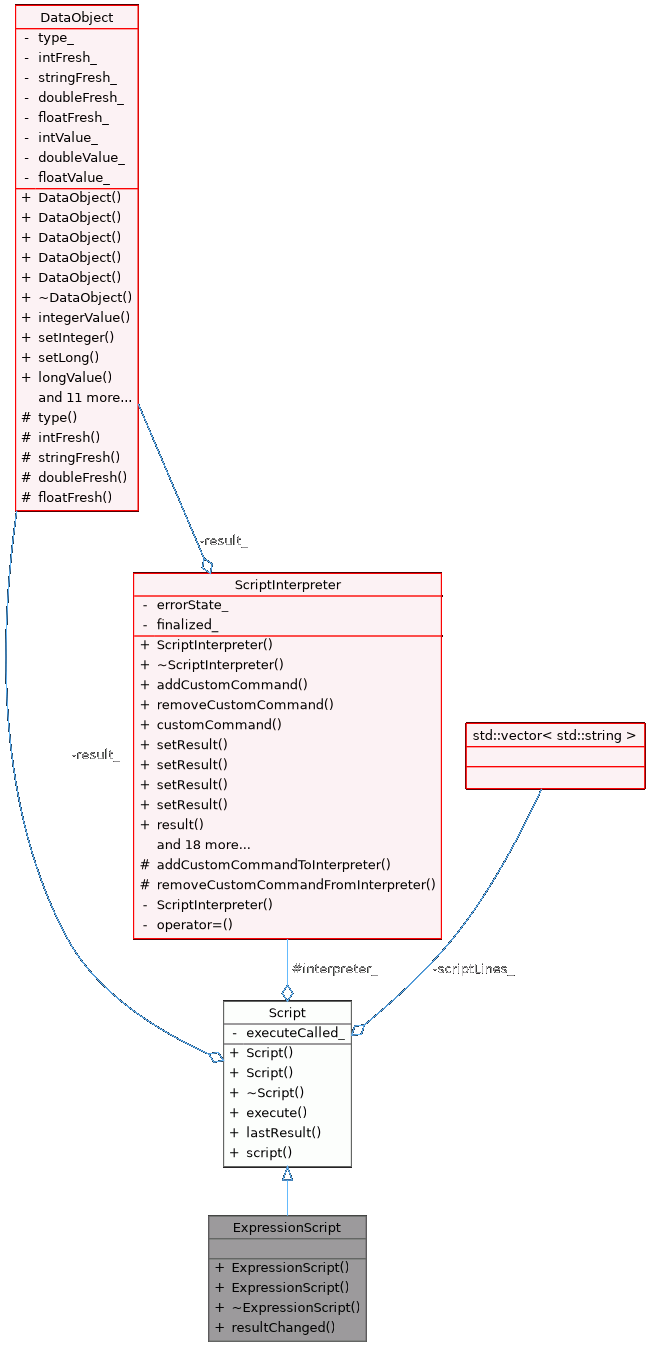 DataObject
- type_
- intFresh_
- stringFresh_
- doubleFresh_
- floatFresh_
- intValue_
- doubleValue_
- floatValue_
+ DataObject()
+ DataObject()
+ DataObject()
+ DataObject()
+ DataObject()
+ ~DataObject()
+ integerValue()
+ setInteger()
+ setLong()
+ longValue()
and 11 more...
# type()
# intFresh()
# stringFresh()
# doubleFresh()
# floatFresh()
-result_
ScriptInterpreter
- errorState_
- finalized_
+ ScriptInterpreter()
+ ~ScriptInterpreter()
+ addCustomCommand()
+ removeCustomCommand()
+ customCommand()
+ setResult()
+ setResult()
+ setResult()
+ setResult()
+ result()
and 18 more...
# addCustomCommandToInterpreter()
# removeCustomCommandFromInterpreter()
- ScriptInterpreter()
- operator=()
std::vector< std::string >
-result_
#interpreter_
-scriptLines_
Script
- executeCalled_
+ Script()
+ Script()
+ ~Script()
+ execute()
+ lastResult()
+ script()
ExpressionScript
+ ExpressionScript()
+ ExpressionScript()
+ ~ExpressionScript()
+ resultChanged()